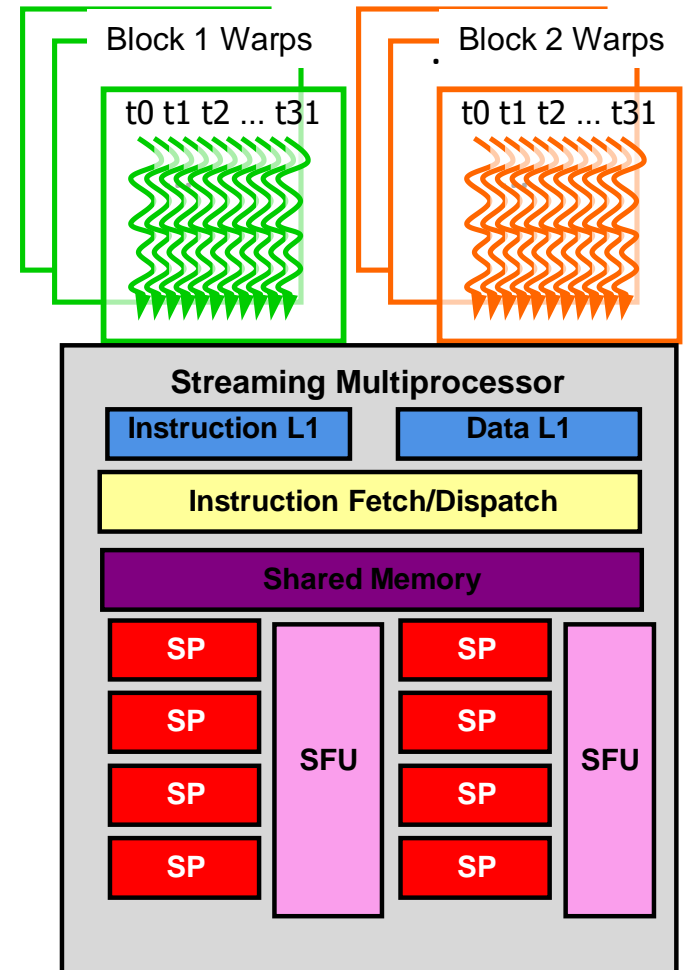 Block 1 Warps
Block 2 Warps
t0 t1 t2 … t31
t0 t1 t2 … t31
Streaming Multiprocessor
Instruction L1
Data L1
Instruction Fetch/Dispatch
Shared Memory
SP
SP
SP
SP
SFU
SFU
SP
SP
SP
SP